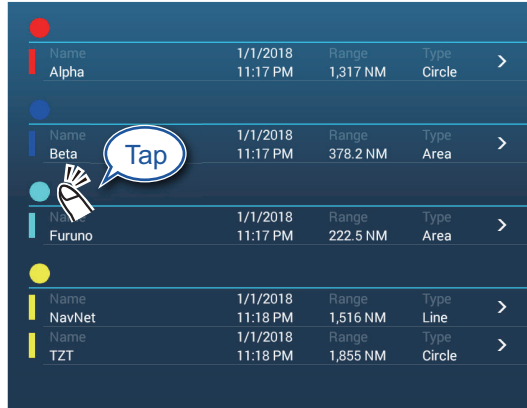 Name 1/1/2018 Range Type
Alpha 11:17 PM 1,317 NM Circle
Name 1/1/2018 Range Type
Beta 11:17 PM 378.2 NM Area
Tap
Name 1/1/2018 Range Type
Furuno 11:17 PM 222.5 NM Area
Name 1/1/2018 Range Type
NavNet 11:18 PM 1,516 NM Line
Name 1/1/2018 Range Type
TZT 11:18 PM 1,855 NM Circle